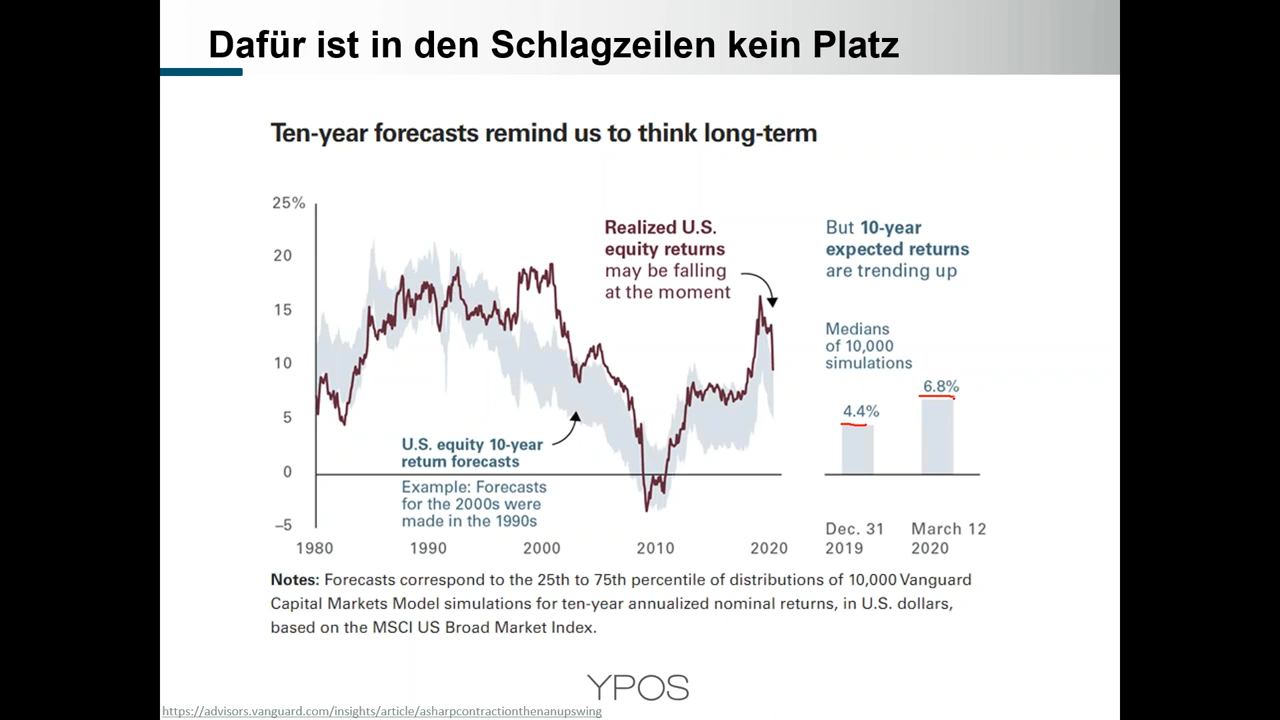 Dafür ist in den Schlagzeilen kein Platz
Ten-year forecasts remind us to think long-term
25%
20
15
10
5
0
–5
1980
1990
2000
2010
2020
Realized U.S.
equity returns
may be falling
at the moment
U.S. equity 10-year
return forecasts
Example: Forecasts
for the 2000s were
made in the 1990s
But 10-year
expected returns
are trending up
Medians
of 10,000
simulations
4.4%
6.8%
Dec. 31
2019
March 12
2020
Notes: Forecasts correspond to the 25th to 75th percentile of distributions of 10,000 Vanguard
Capital Markets Model simulations for ten-year annualized nominal returns, in U.S. dollars,
based on the MSCI US Broad Market Index.
YPOS
https://advisors.vanguard.com/insights/article/asharpcontractionthenanupswing